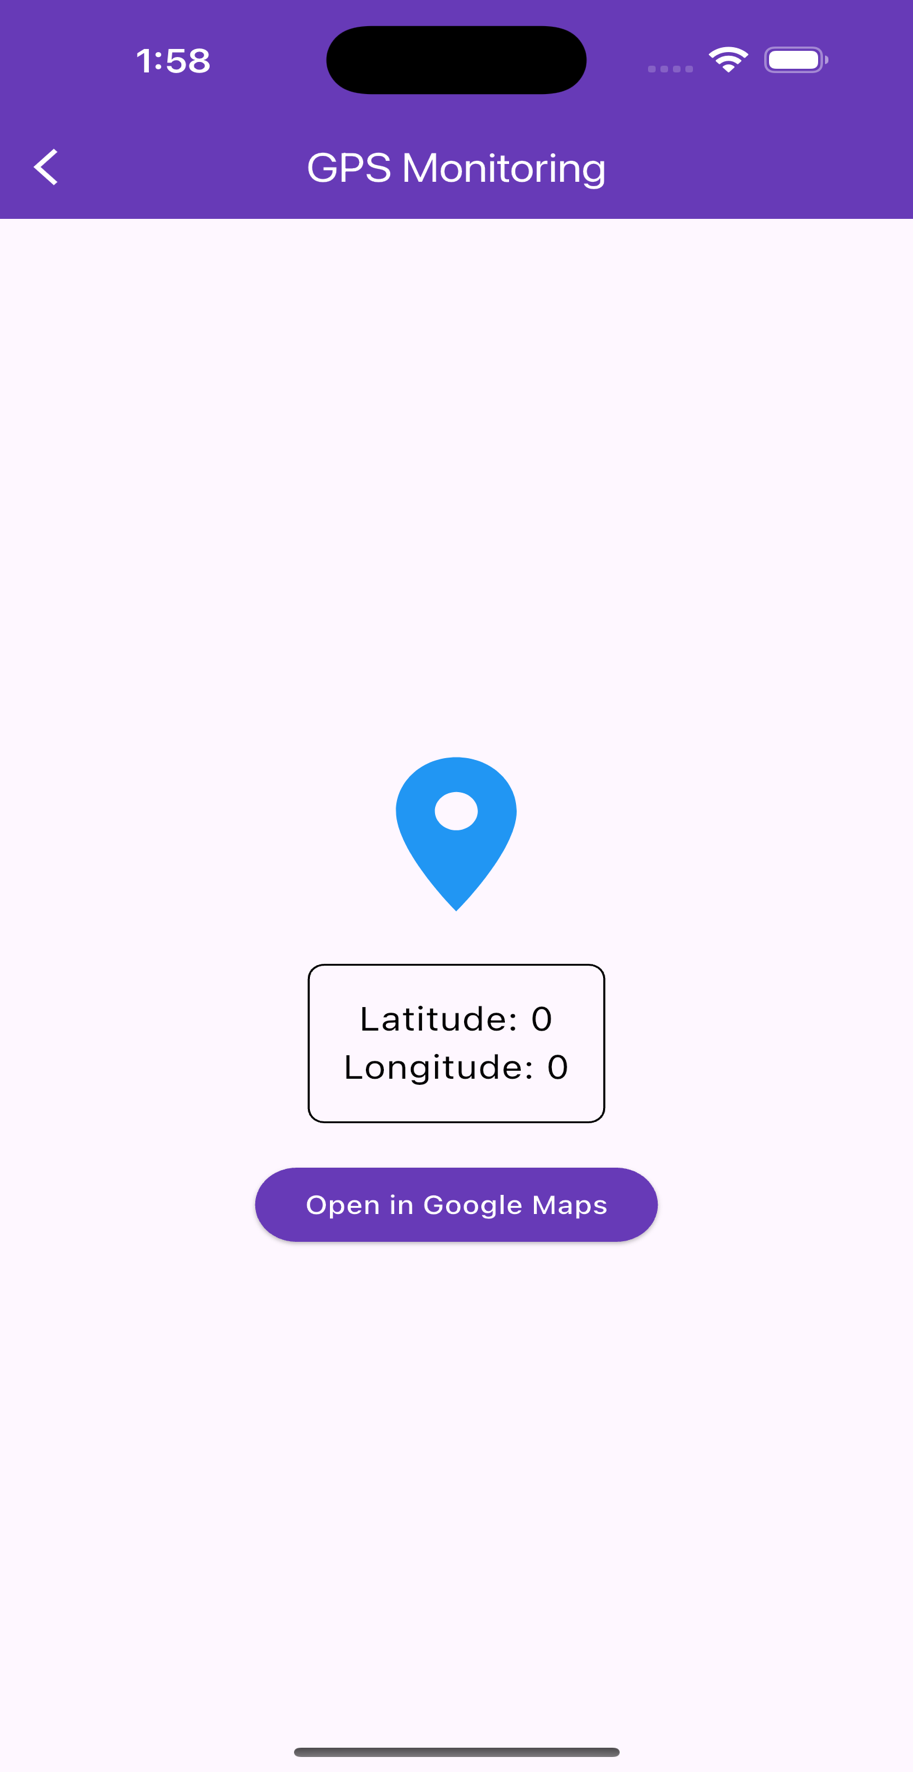 1:58
GPS Monitoring
Latitude: 0
Longitude: 0
Open in Google Maps